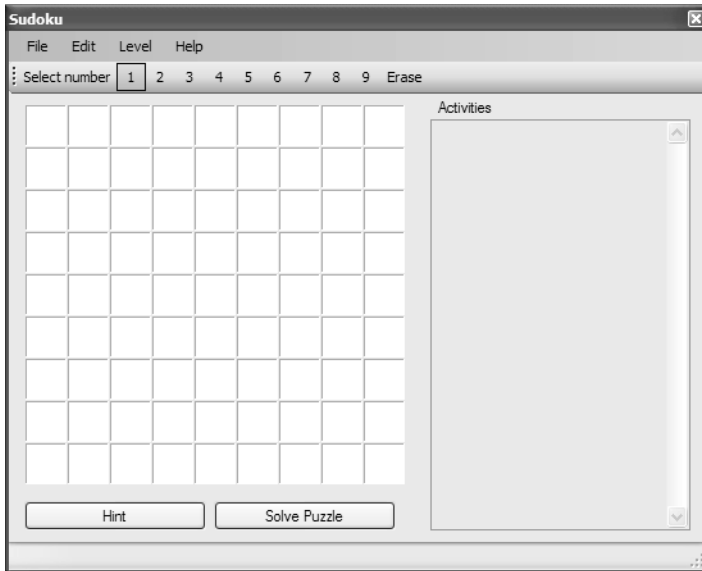 Sudoku
File Edit Level Help
Select number 1 2 3 4 5 6 7 8 9 Erase
Activities
Hint Solve Puzzle